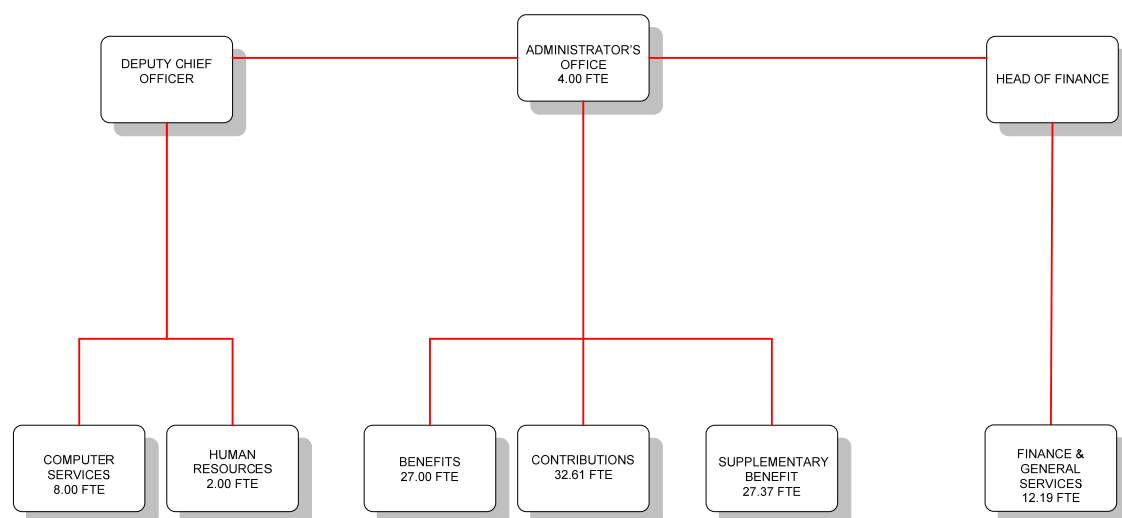 DEPUTY CHIEF
OFFICER
ADMINISTRATOR'S
OFFICE
4.00 FTE
HEAD OF FINANCE
COMPUTER
SERVICES
8.00 FTE
HUMAN
RESOURCES
2.00 FTE
BENEFITS
27.00 FTE
CONTRIBUTIONS
32.61 FTE
SUPPLEMENTARY
BENEFIT
27.37 FTE
FINANCE &
GENERAL
SERVICES
12.19 FTE